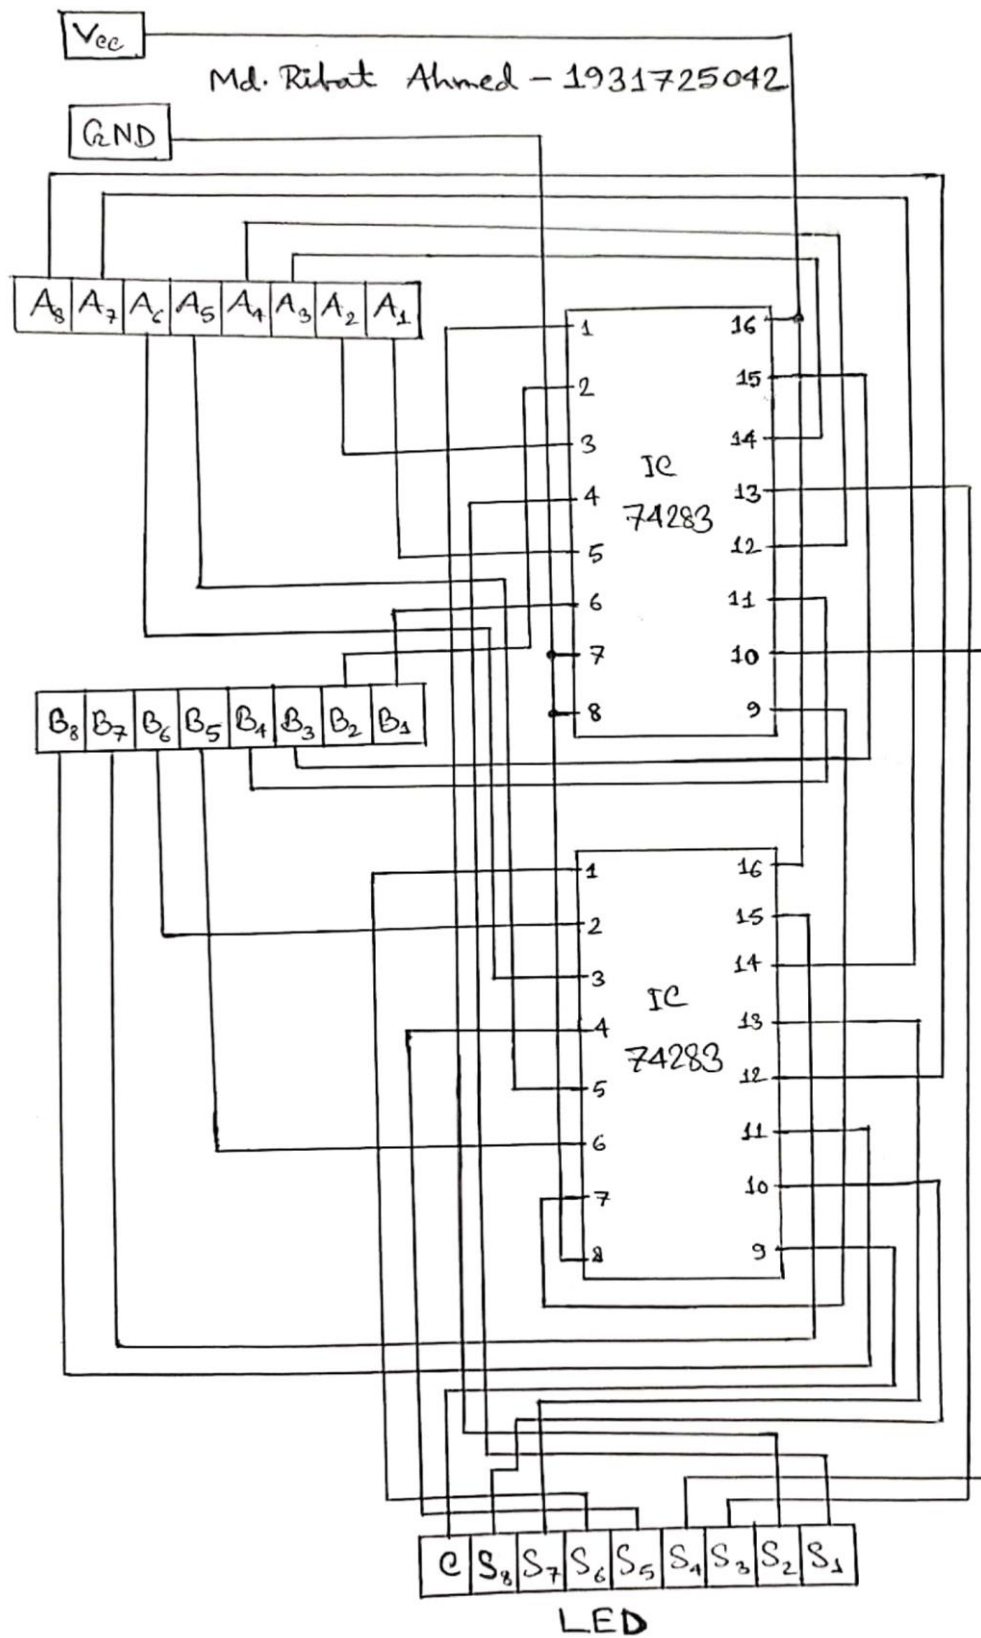 Vcc
Md. Rifat Ahmed - 1931725042
GND
A8 A7 A6 A5 A4 A3 A2 A1
1 16
2 15
3 14
IC
4 13
74283
5 12
6 11
7 10
8 9
B8 B7 B6 B5 B4 B3 B2 B1
1 16
2 15
3 14
IC
4 13
74283
5 12
6 11
7 10
8 9
C S8 S7 S6 S5 S4 S3 S2 S1
LED